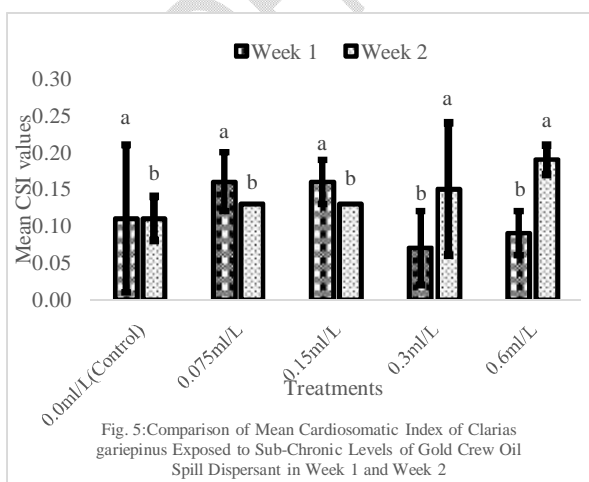 Week 1 Week 2
0.30
0.25
0.20
0.15
0.10
0.05
0.00
Mean CSI values
a b a b a b b a b a
0.0ml/L(Control)
0.075ml/L
0.15ml/L
0.3ml/L
0.6ml/L
Treatments
Fig. 5:Comparison of Mean Cardiosomatic Index of Clarias
gariepinus Exposed to Sub-Chronic Levels of Gold Crew Oil
Spill Dispersant in Week 1 and Week 2